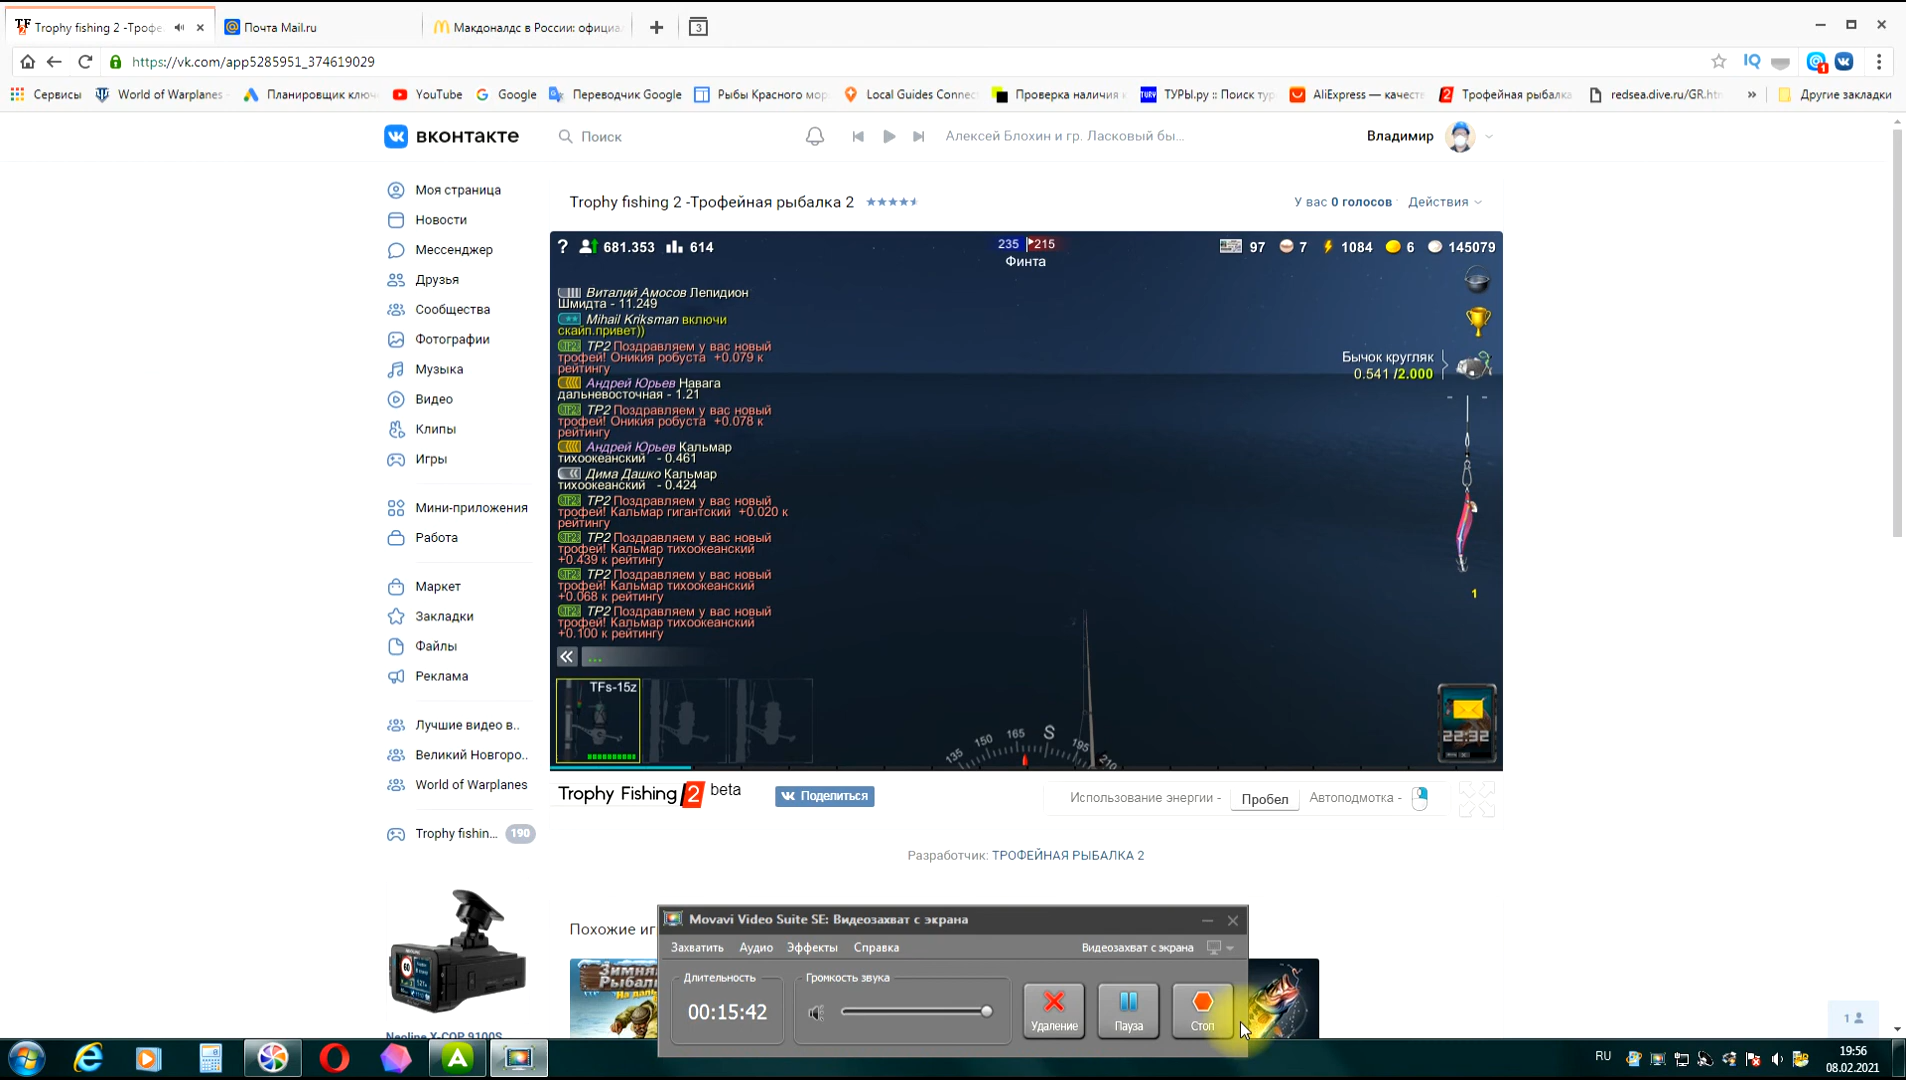 Trophy fishing 2 -Трофе
Почта Mail.ru
Макдоналдс в России: официа
3
https://vk.com/app5285951_374619029
IQ
1
Сервисы
World of Warplanes
Планировщик ключ
YouTube
Google
Переводчик Google
Рыбы Красного мор
Local Guides Connec
Проверка наличия
ТУРЫ.ру :: Поиск тур
AliExpress — качест
Трофейная рыбалка
redsea.dive.ru/GR.htm
»
Другие закладки
вконтакте
Поиск
Алексей Блохин и гр. Ласковый бы...
Владимир
Моя страница
Новости
Мессенджер
Друзья
Сообщества
Фотографии
Музыка
Видео
Клипы
Игры
Мини-приложения
Работа
Маркет
Закладки
Файлы
Реклама
Лучшие видео в..
Великий Новгоро..
World of Warplanes
Trophy fishin... 190
Neoline X-COP 9100S
Trophy fishing 2 -Трофейная рыбалка 2
У вас 0 голосов
Действия
? 681.353 614
235 215
Финта
97 7 1084 6 145079
Виталий Амосов Лепидион
Шмидта - 11.249
Mihail Kriksman включи
скайп.привет))
TP2 Поздравляем у вас новый
трофей! Оникия робуста +0.079 к
рейтингу
Андрей Юрьев Навага
дальневосточная - 1.21
TP2 Поздравляем у вас новый
трофей! Оникия робуста +0.078 к
рейтингу
Андрей Юрьев Кальмар
тихоокеанский - 0.461
Дима Дашко Кальмар
тихоокеанский - 0.424
TP2 Поздравляем у вас новый
трофей! Кальмар гигантский +0.020 к
рейтингу
TP2 Поздравляем у вас новый
трофей! Кальмар тихоокеанский
+0.439 к рейтингу
TP2 Поздравляем у вас новый
трофей! Кальмар тихоокеанский
+0.068 к рейтингу
TP2 Поздравляем у вас новый
трофей! Кальмар тихоокеанский
+0.100 к рейтингу
...
Бычок кругляк
0.541 /2.000
1
TFs-15z
135 150 165 S 195 210
22:32
Trophy Fishing 2 beta
Поделиться
Использование энергии - Пробел
Автоподмотка -
Разработчик: ТРОФЕЙНАЯ РЫБАЛКА 2
Похожие иг
Зимняя
Рыбалка
Movavi Video Suite SE: Видеозахват с экрана
Захватить Аудио Эффекты Справка
Видеозахват с экрана
Длительность
00:15:42
Громкость звука
Удаление
Пауза
Стоп
1
RU
19:56
08.02.2021